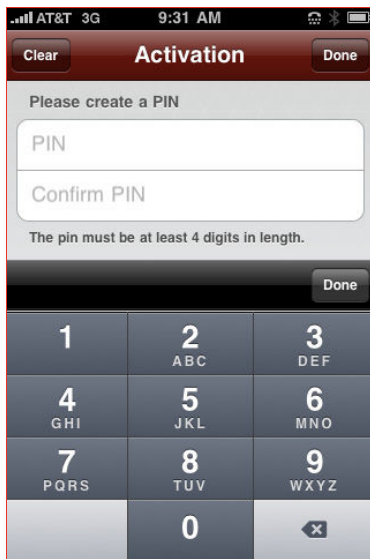 AT&T 3G 9:31 AM
Clear Activation Done
Please create a PIN
PIN
Confirm PIN
The pin must be at least 4 digits in length.
Done
1 2 3
ABC DEF
4 5 6
GHI JKL MNO
7 8 9
PQRS TUV WXYZ
0